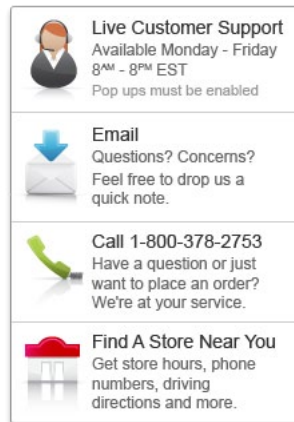 Live Customer Support
Available Monday - Friday
8AM - 8PM EST
Pop ups must be enabled
Email
Questions? Concerns?
Feel free to drop us a
quick note.
Call 1-800-378-2753
Have a question or just
want to place an order?
We're at your service.
Find A Store Near You
Get store hours, phone
numbers, driving
directions and more.